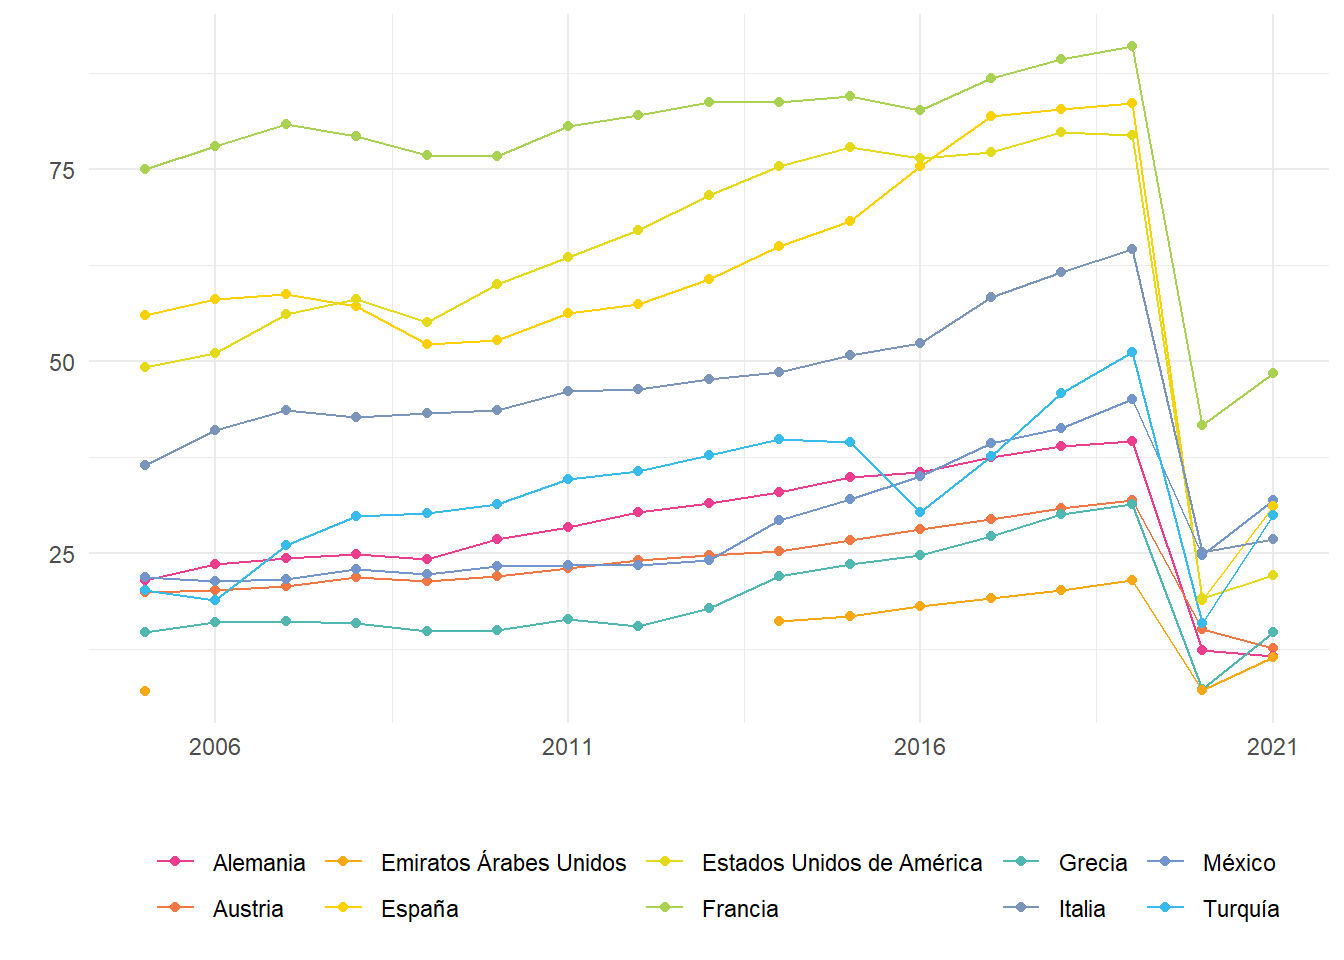 75
50
25
2006 2011 2016 2021
Alemania Emiratos Árabes Unidos Estados Unidos de América Grecia México
Austria España Francia Italia Turquía